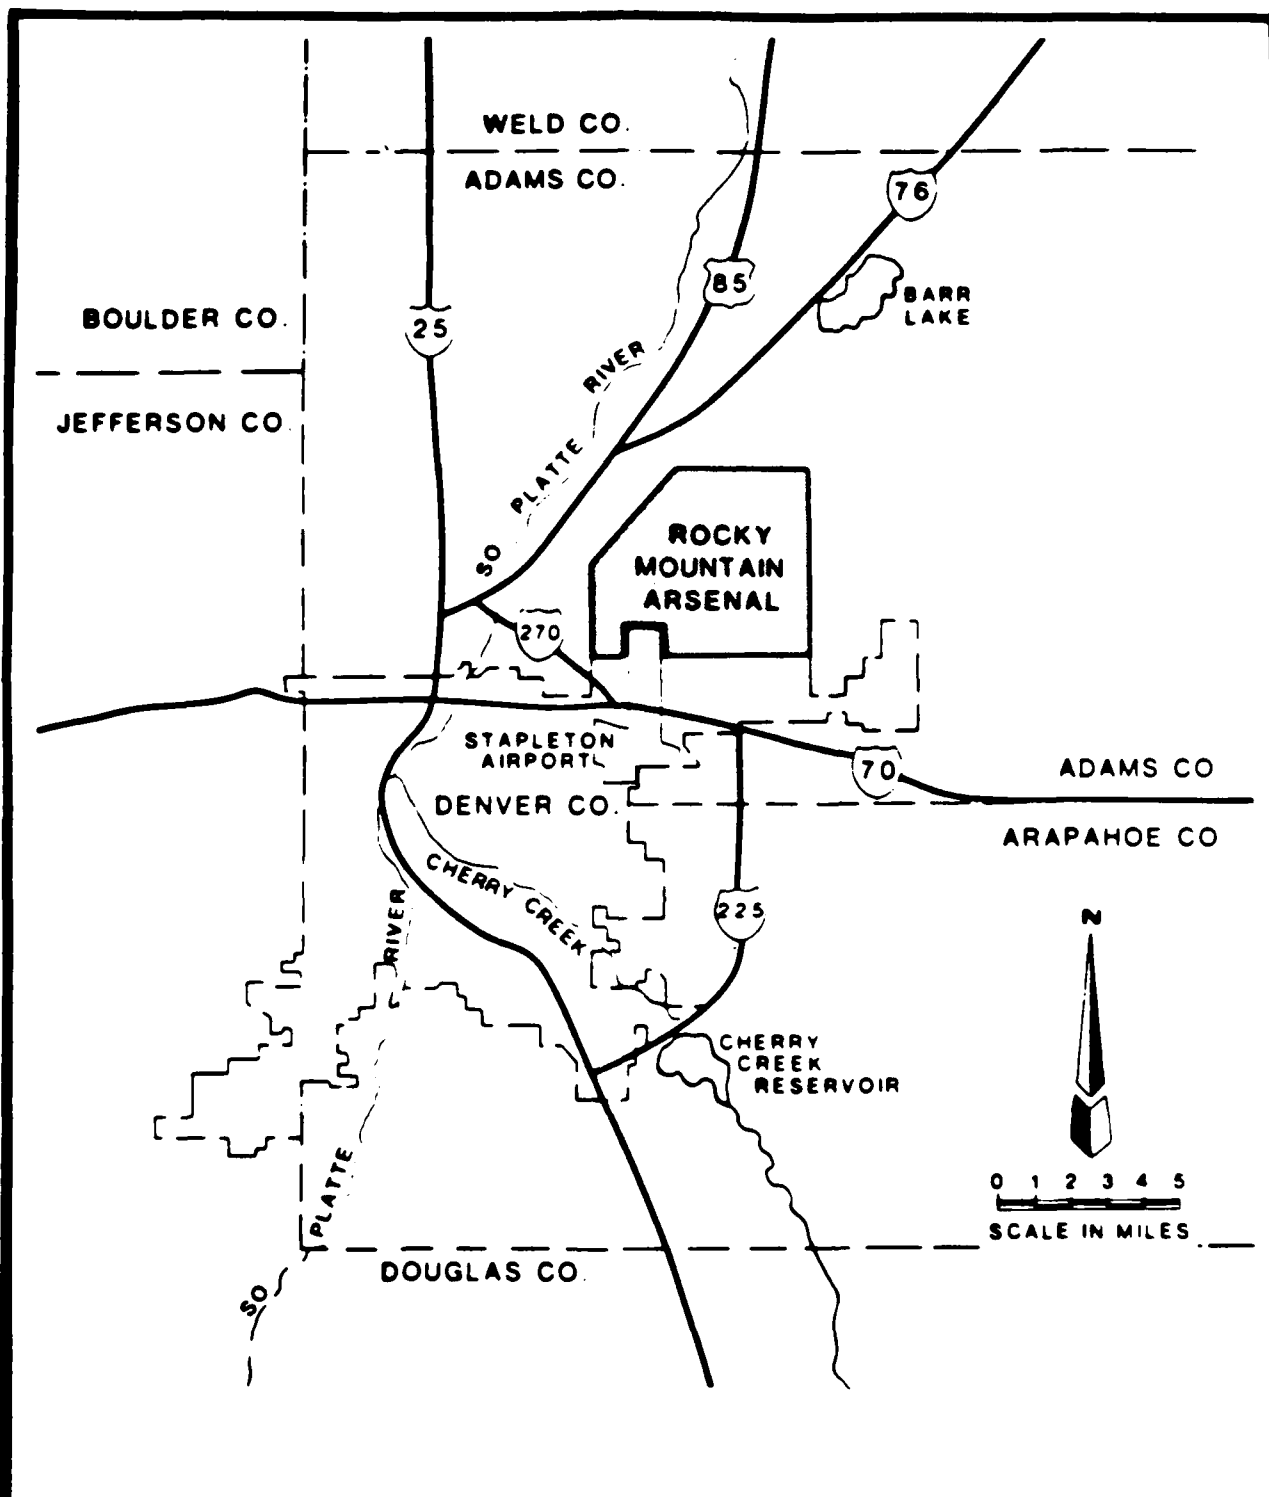 WELD CO.
ADAMS CO.
76
85
BARR
LAKE
BOULDER CO.
25
RIVER
JEFFERSON CO
PLATTE
SO
ROCKY
MOUNTAIN
ARSENAL
270
STAPLETON
AIRPORT
70
ADAMS CO
DENVER CO.
ARAPAHOE CO
CHERRY CREEK
225
RIVER
N
CHERRY
CREEK
RESERVOIR
PLATTE
0 1 2 3 4 5
SCALE IN MILES
DOUGLAS CO.
SO